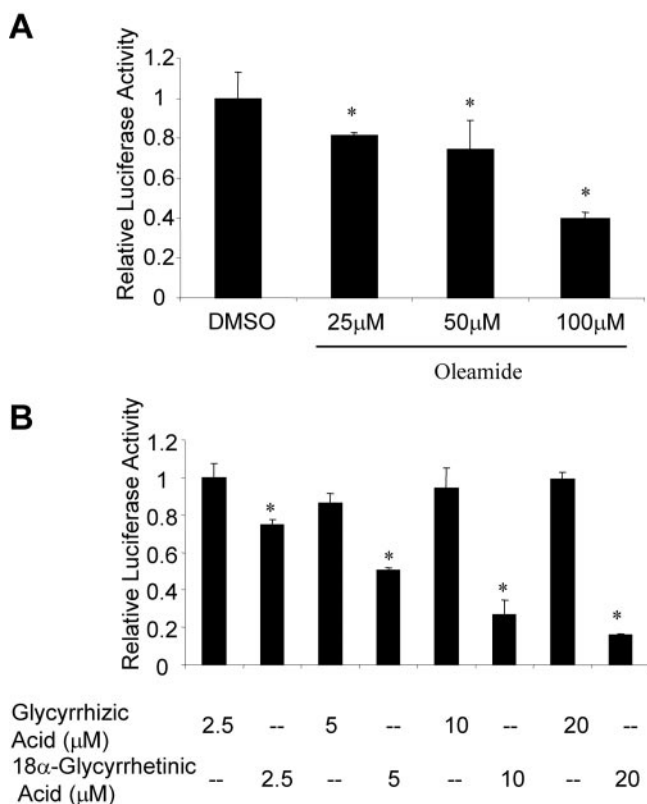 A
Relative Luciferase Activity
1.2
1
0.8
0.6
0.4
0.2
0
* * *
DMSO 25µM 50µM 100µM
Oleamide
B
Relative Luciferase Activity
1.2
1
0.8
0.6
0.4
0.2
0
* * * *
Glycyrrhizic
Acid (µM) 2.5 -- 5 -- 10 -- 20 --
18α-Glycyrrhetinic
Acid (µM) -- 2.5 -- 5 -- 10 -- 20